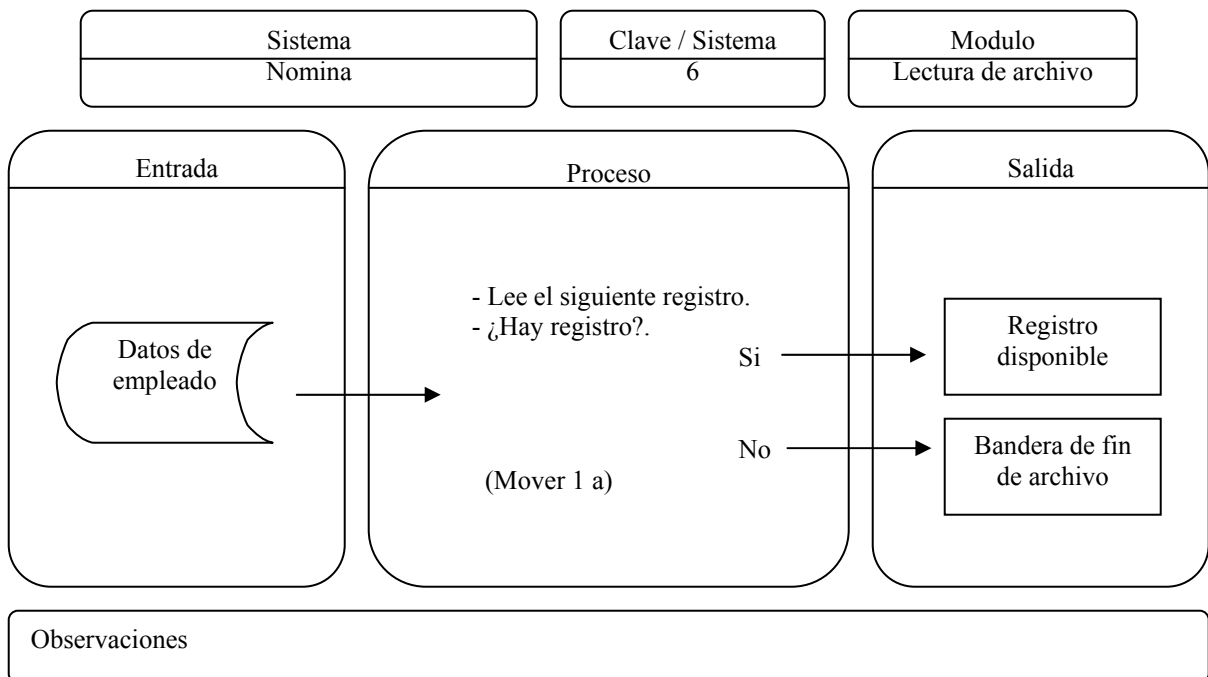 Sistema
Nomina
Clave / Sistema
6
Modulo
Lectura de archivo
Entrada
Proceso
Salida
Datos de
empleado
- Lee el siguiente registro.
- ¿Hay registro?.
Si
No
(Mover 1 a)
Registro
disponible
Bandera de fin
de archivo
Observaciones